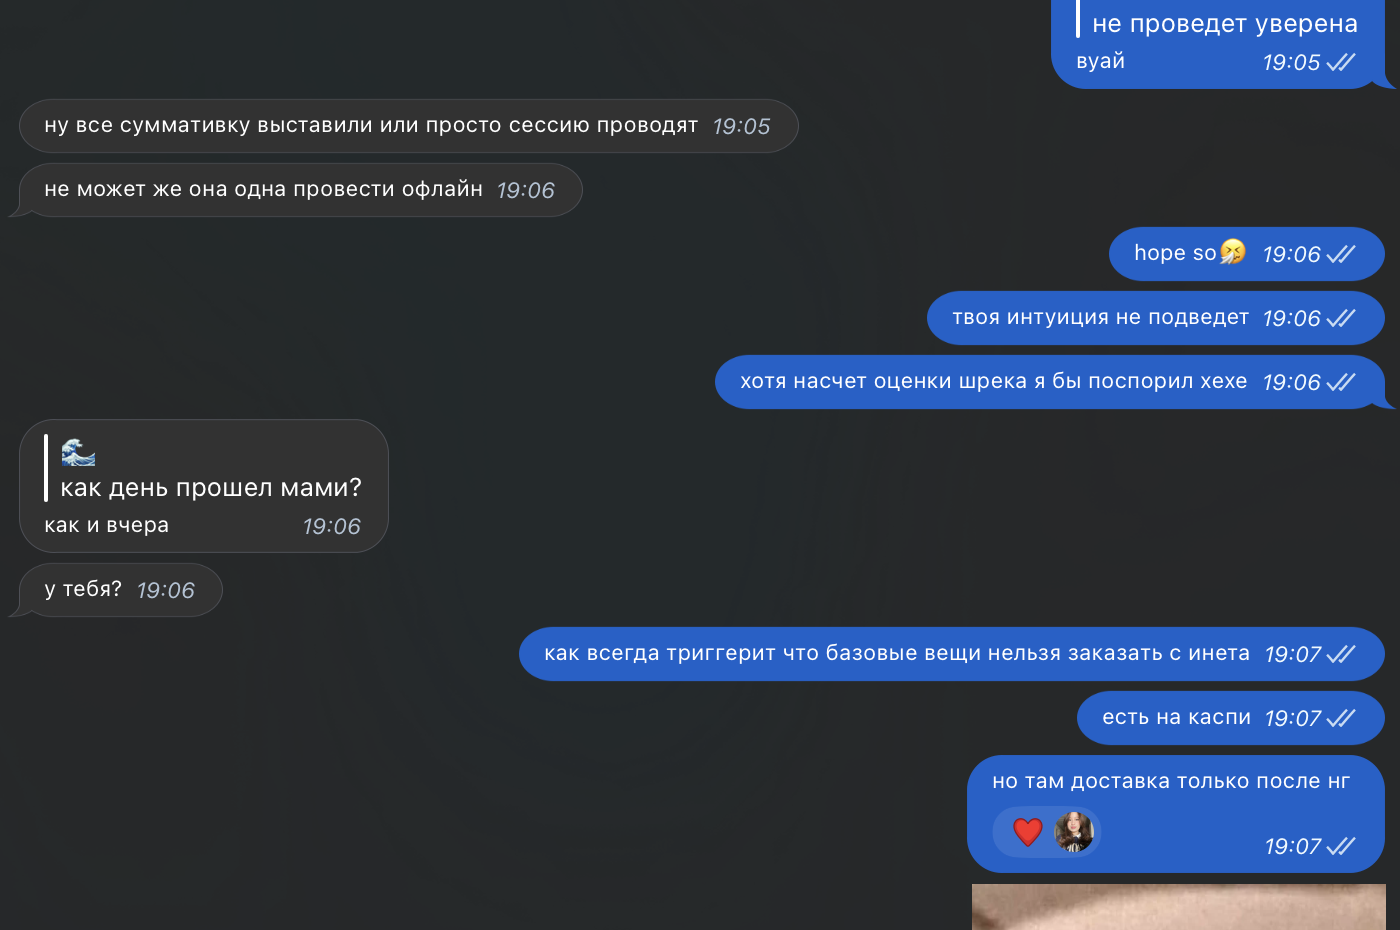 не проведет уверена
вуай 19:05
ну все суммативку выставили или просто сессию проводят 19:05
не может же она одна провести офлайн 19:06
hope so🤧 19:06
твоя интуиция не подведет 19:06
хотя насчет оценки шрека я бы поспорил хехе 19:06
🌊
как день прошел мами?
как и вчера 19:06
у тебя? 19:06
как всегда триггерит что базовые вещи нельзя заказать с инета 19:07
есть на каспи 19:07
но там доставка только после нг
19:07